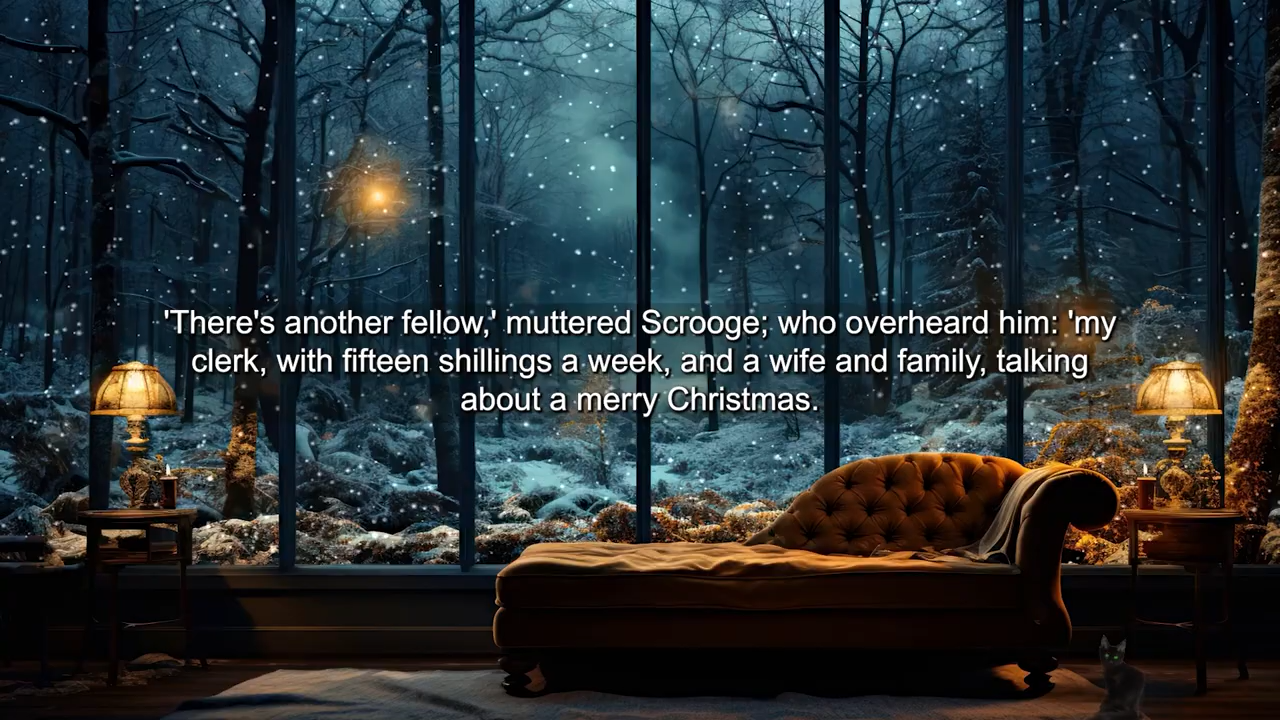 'There's another fellow,' muttered Scrooge; who overheard him: 'my
clerk, with fifteen shillings a week, and a wife and family, talking
about a merry Christmas.